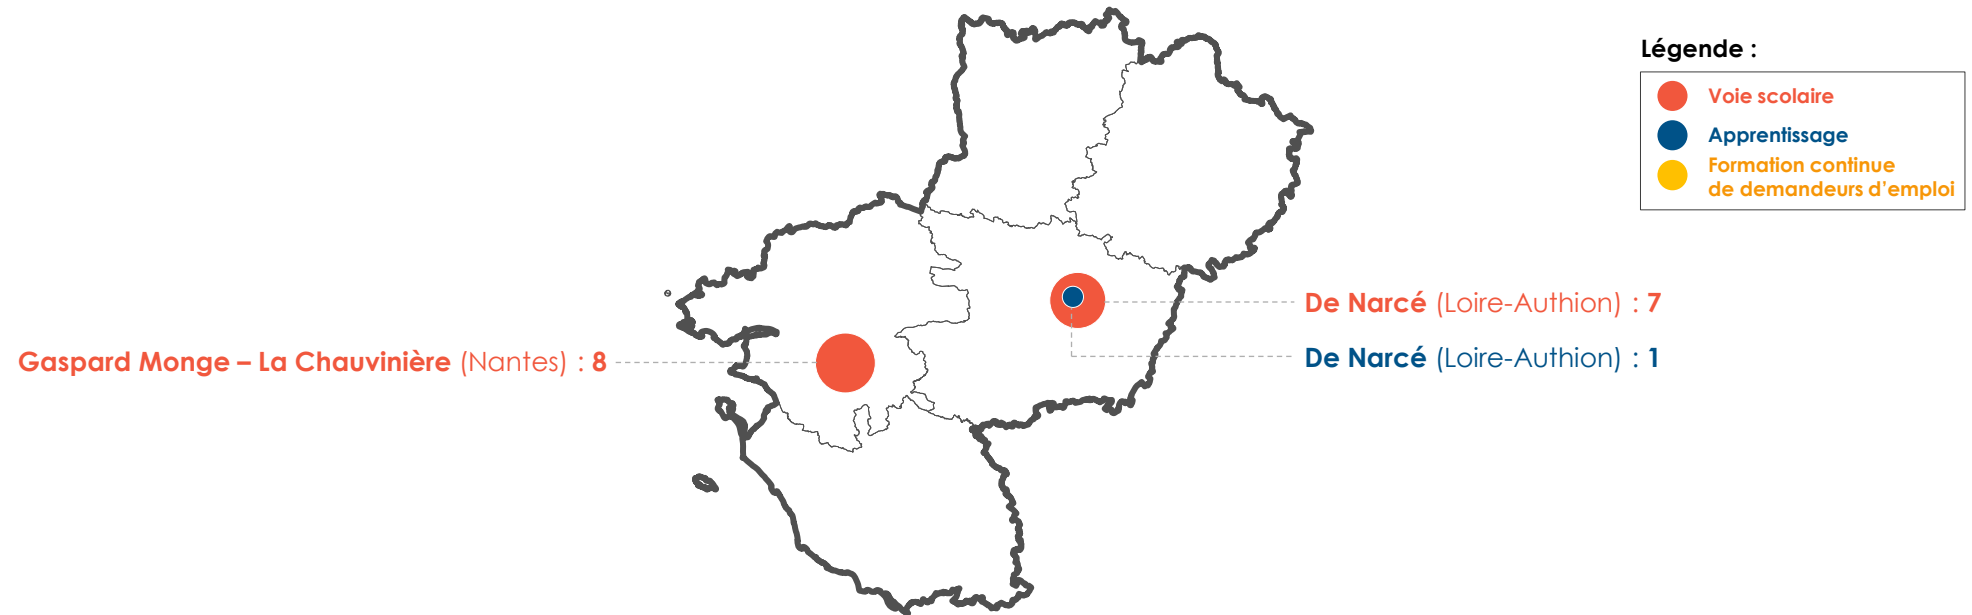 Légende :
Voie scolaire
Apprentissage
Formation continue
de demandeurs d’emploi
De Narcé (Loire-Authion) : 7
De Narcé (Loire-Authion) : 1
Gaspard Monge – La Chauvinière (Nantes) : 8